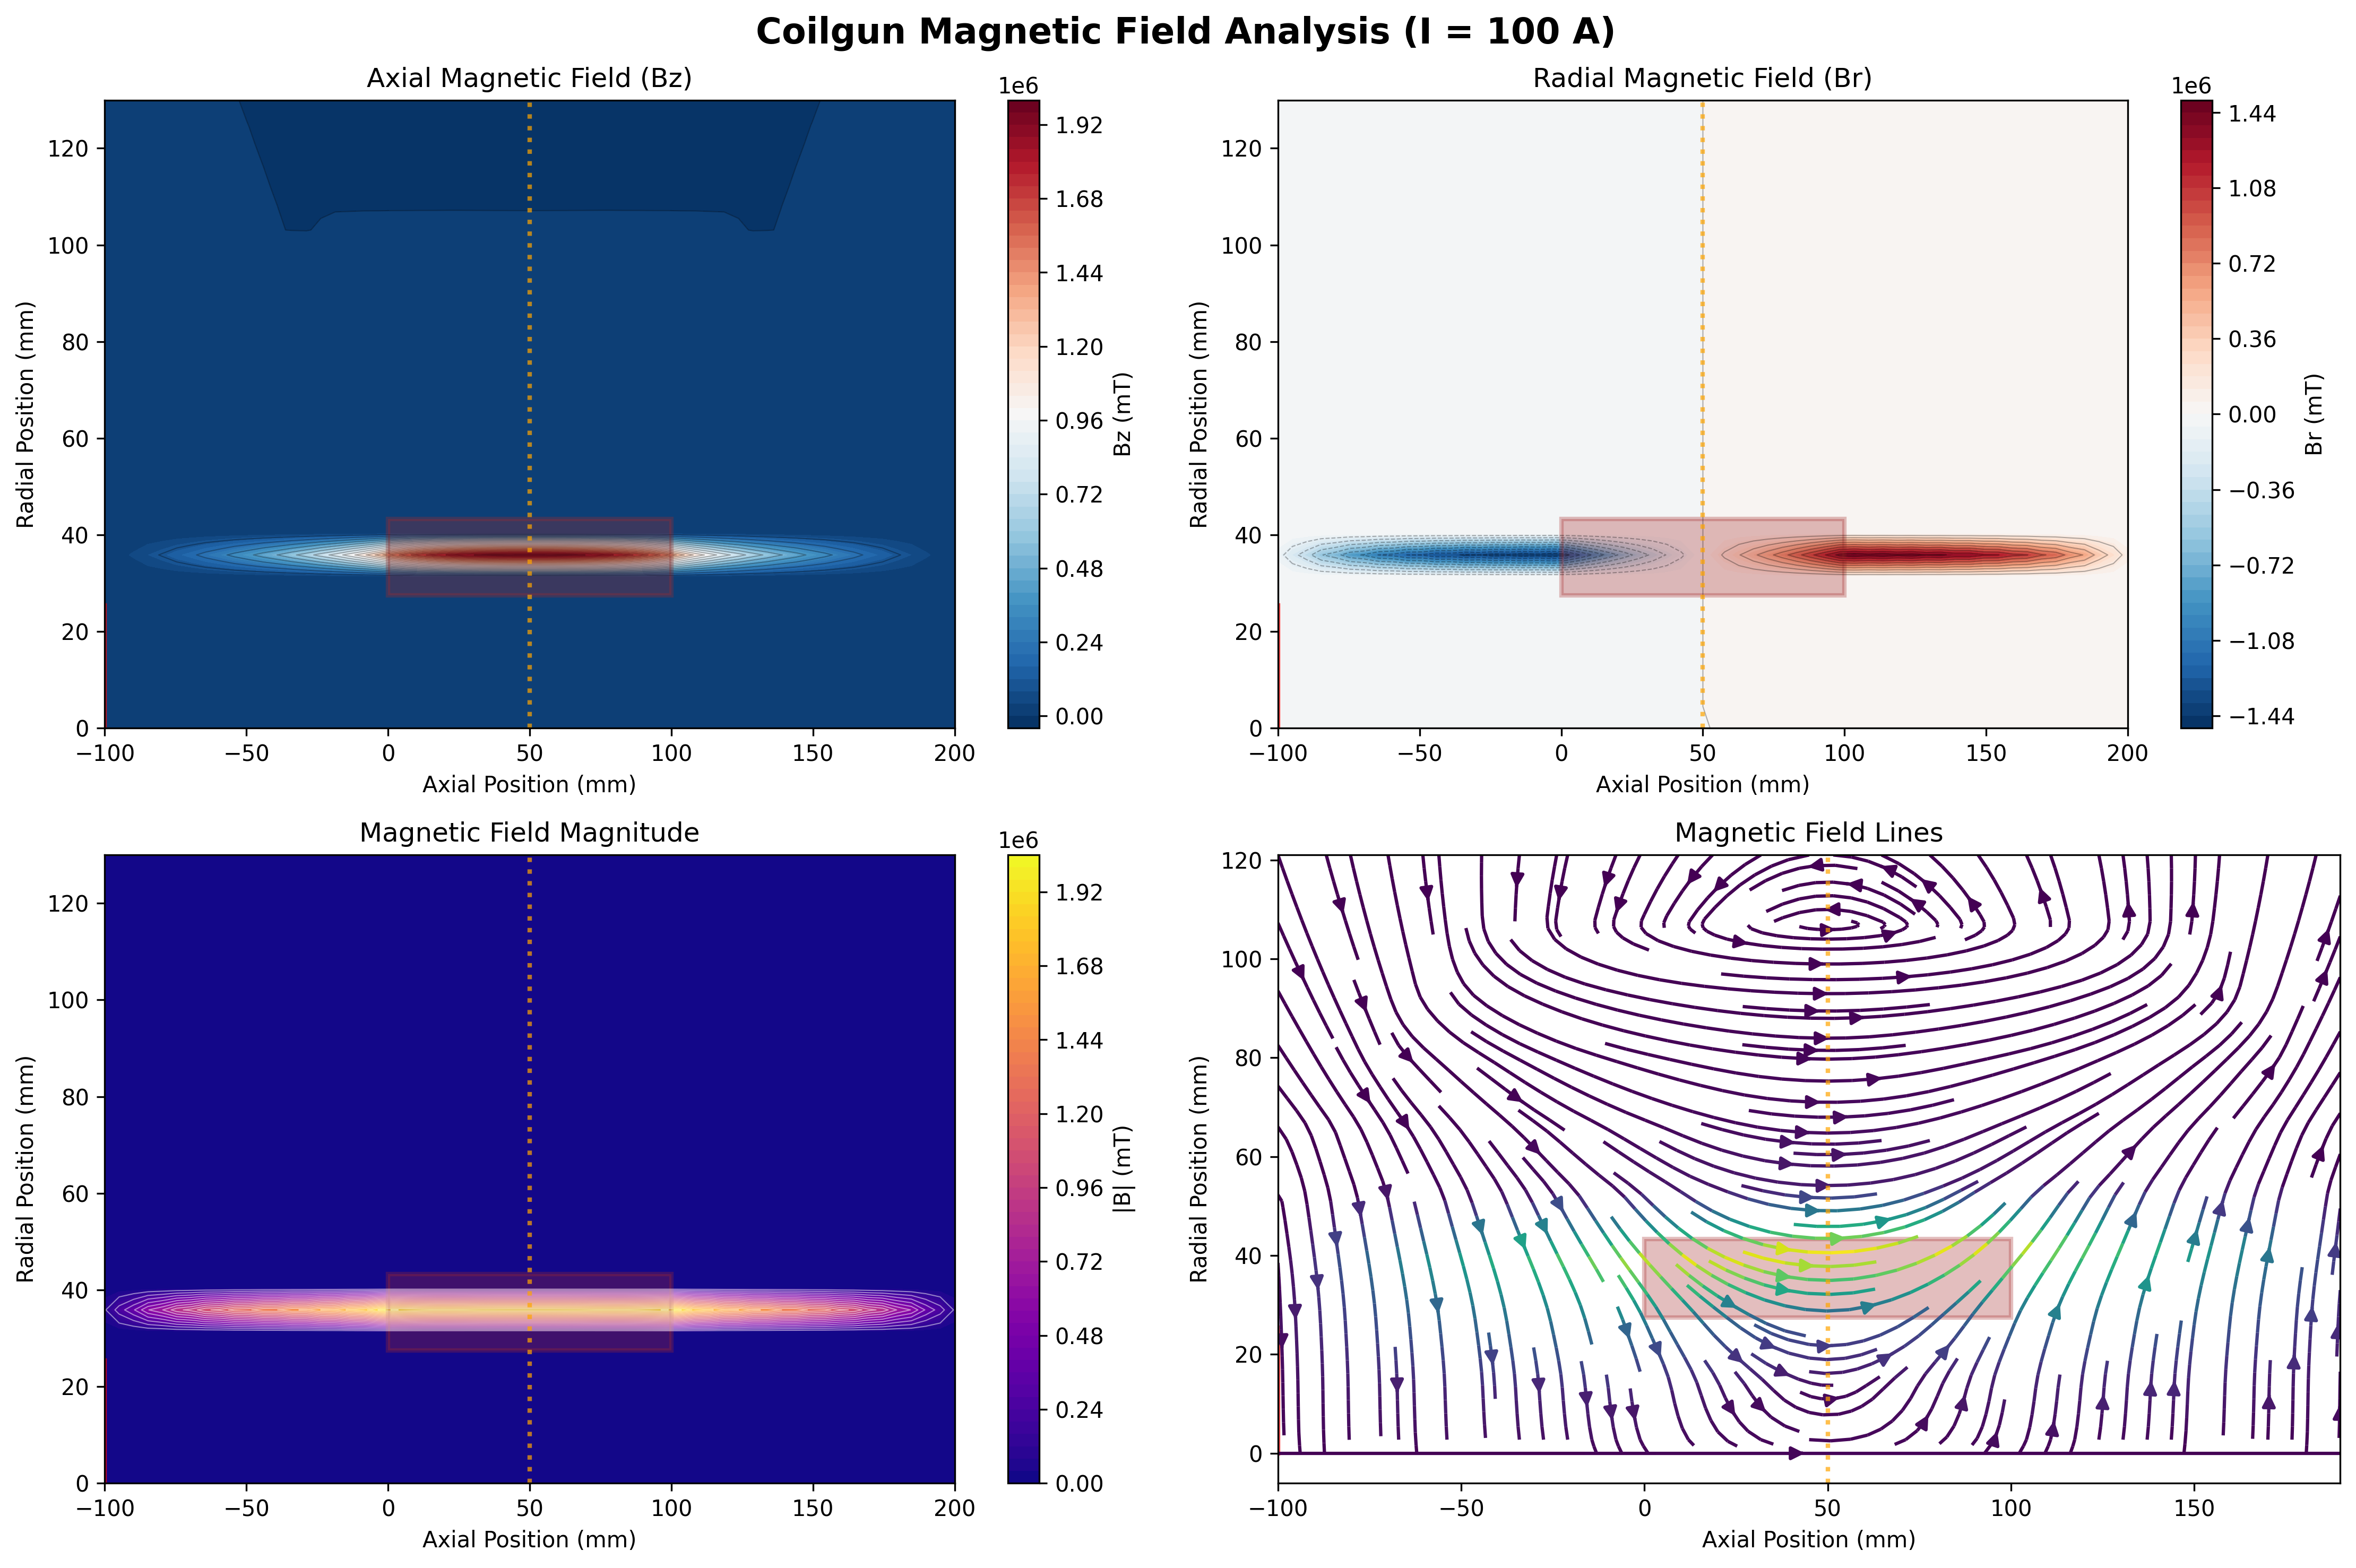 Coilgun Magnetic Field Analysis (I = 100 A)
Axial Magnetic Field (Bz)
1e6
120
100
80
60
40
20
0
Radial Position (mm)
−100 −50 0 50 100 150 200
Axial Position (mm)
1.92
1.68
1.44
1.20
0.96
0.72
0.48
0.24
0.00
Bz (mT)
Radial Magnetic Field (Br)
1e6
120
100
80
60
40
20
0
Radial Position (mm)
−100 −50 0 50 100 150 200
Axial Position (mm)
1.44
1.08
0.72
0.36
0.00
−0.36
−0.72
−1.08
−1.44
Br (mT)
Magnetic Field Magnitude
1e6
120
100
80
60
40
20
0
Radial Position (mm)
−100 −50 0 50 100 150 200
Axial Position (mm)
1.92
1.68
1.44
1.20
0.96
0.72
0.48
0.24
0.00
|B| (mT)
Magnetic Field Lines
120
100
80
60
40
20
0
Radial Position (mm)
−100 −50 0 50 100 150
Axial Position (mm)